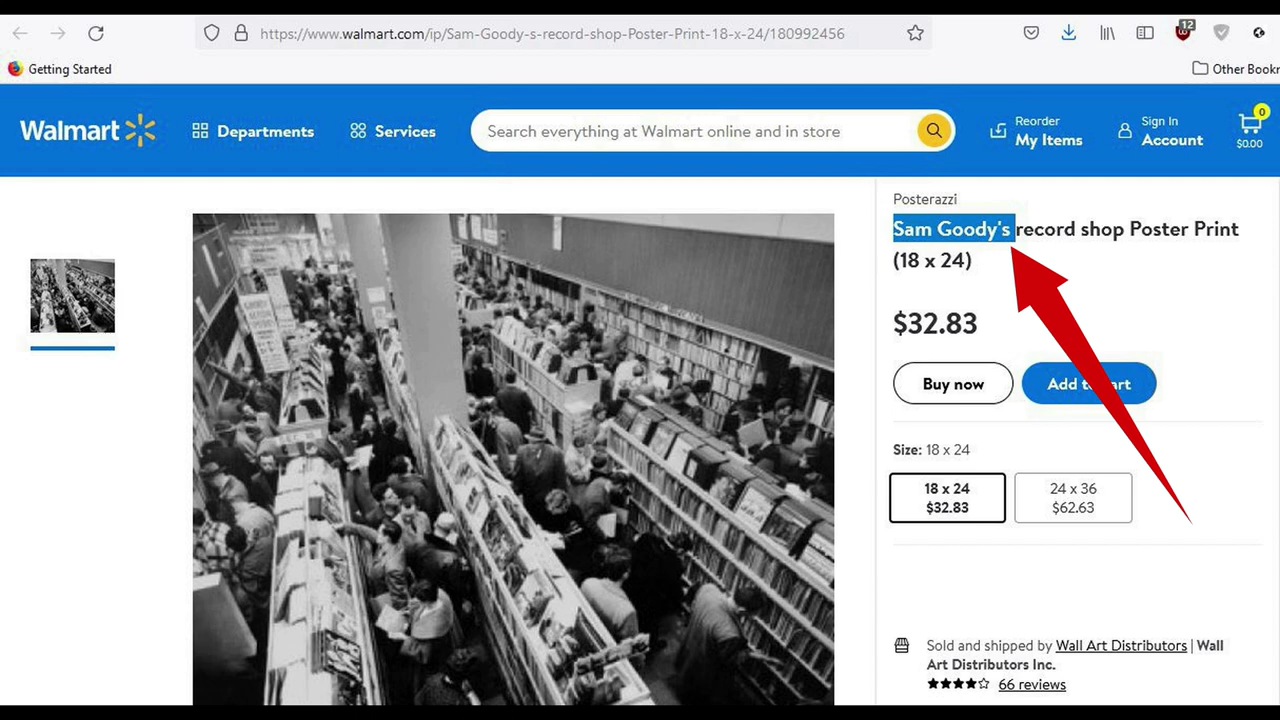 https://www.walmart.com/ip/Sam-Goody-s-record-shop-Poster-Print-18-x-24/180992456
12
Getting Started
Other Bookr
Walmart
Departments
Services
Search everything at Walmart online and in store
Reorder
My Items
Sign In
Account
0
$0.00
Posterazzi
Sam Goody's record shop Poster Print
(18 x 24)
$32.83
Buy now
Add to cart
Size: 18 x 24
18 x 24
$32.83
24 x 36
$62.63
Sold and shipped by Wall Art Distributors | Wall
Art Distributors Inc.
66 reviews